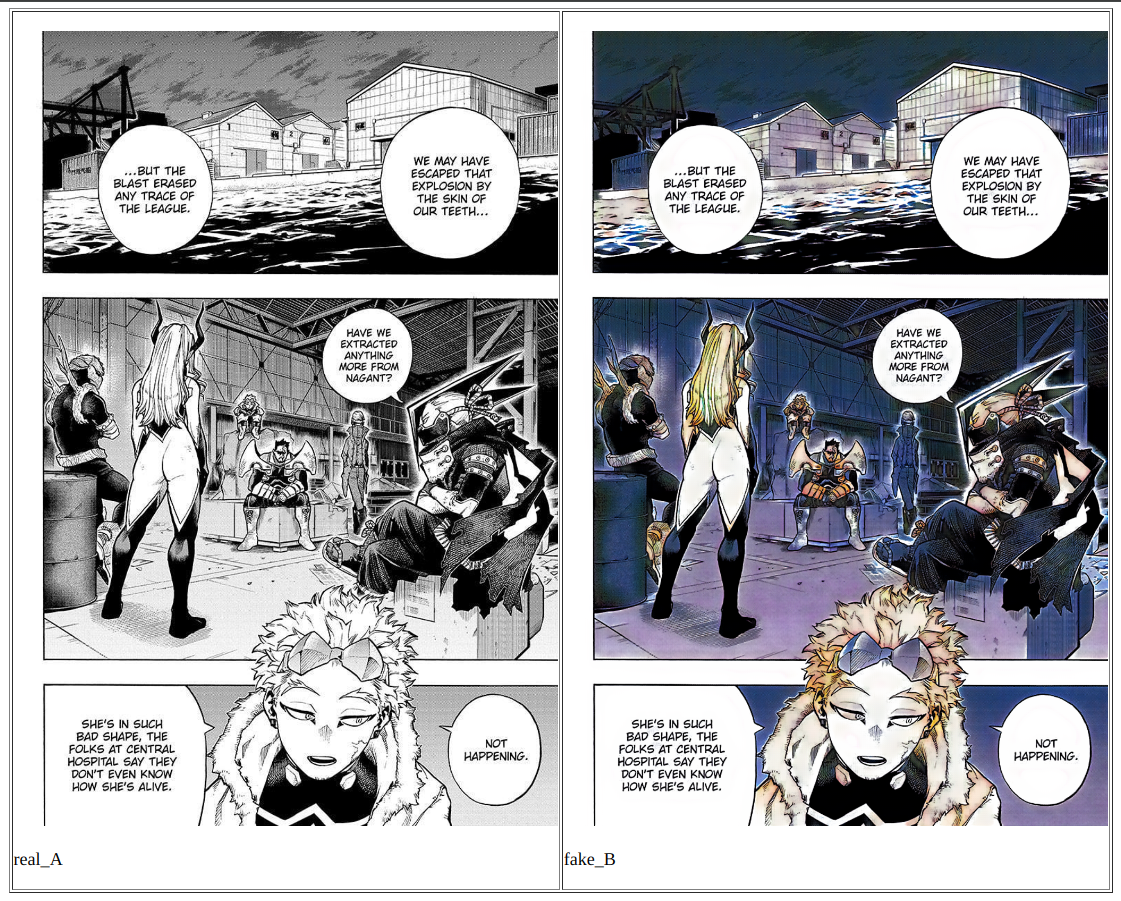 ...BUT THE
BLAST ERASED
ANY TRACE OF
THE LEAGUE.
WE MAY HAVE
ESCAPED THAT
EXPLOSION BY
THE SKIN OF
OUR TEETH...
HAVE WE
EXTRACTED
ANYTHING
MORE FROM
NAGANT?
SHE'S IN SUCH
BAD SHAPE, THE
FOLKS AT CENTRAL
HOSPITAL SAY THEY
DON'T EVEN KNOW
HOW SHE'S ALIVE.
NOT
HAPPENING.
real_A
...BUT THE
BLAST ERASED
ANY TRACE OF
THE LEAGUE.
WE MAY HAVE
ESCAPED THAT
EXPLOSION BY
THE SKIN OF
OUR TEETH...
HAVE WE
EXTRACTED
ANYTHING
MORE FROM
NAGANT?
SHE'S IN SUCH
BAD SHAPE, THE
FOLKS AT CENTRAL
HOSPITAL SAY THEY
DON'T EVEN KNOW
HOW SHE'S ALIVE.
NOT
HAPPENING.
fake_B